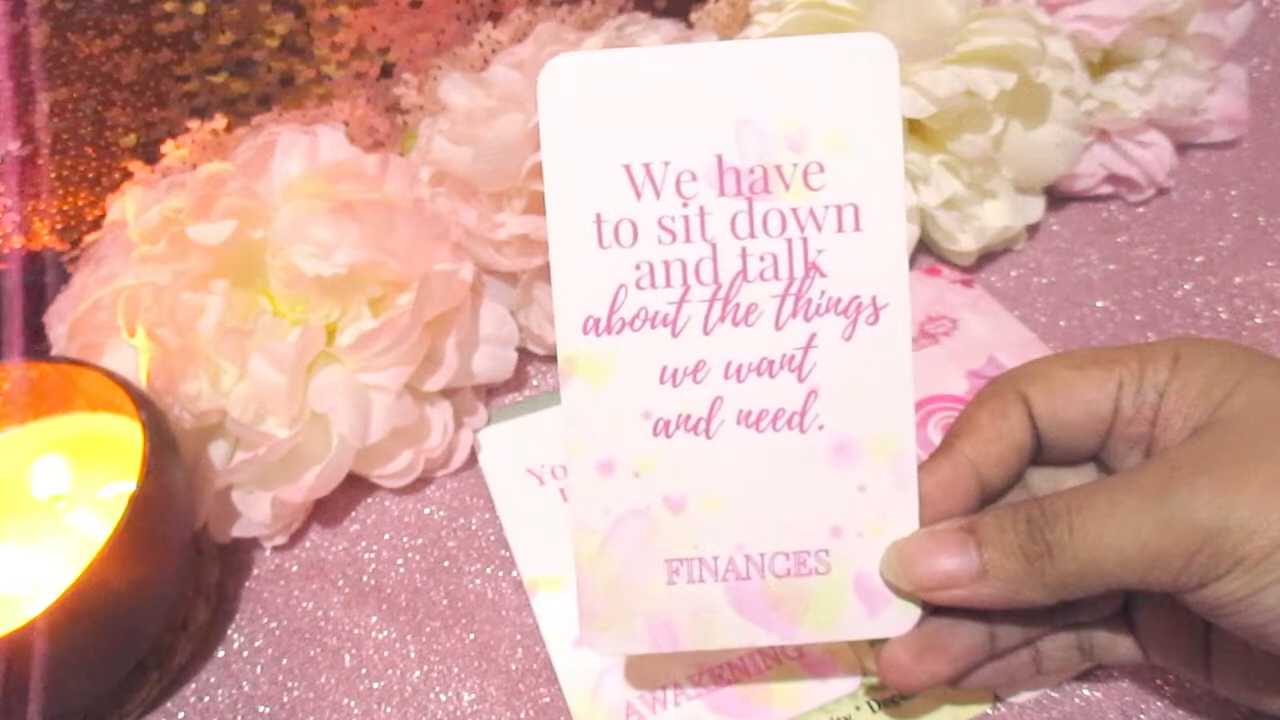 We have
to sit down
and talk
about the things
we want
and need.
FINANCES
AWAKENING